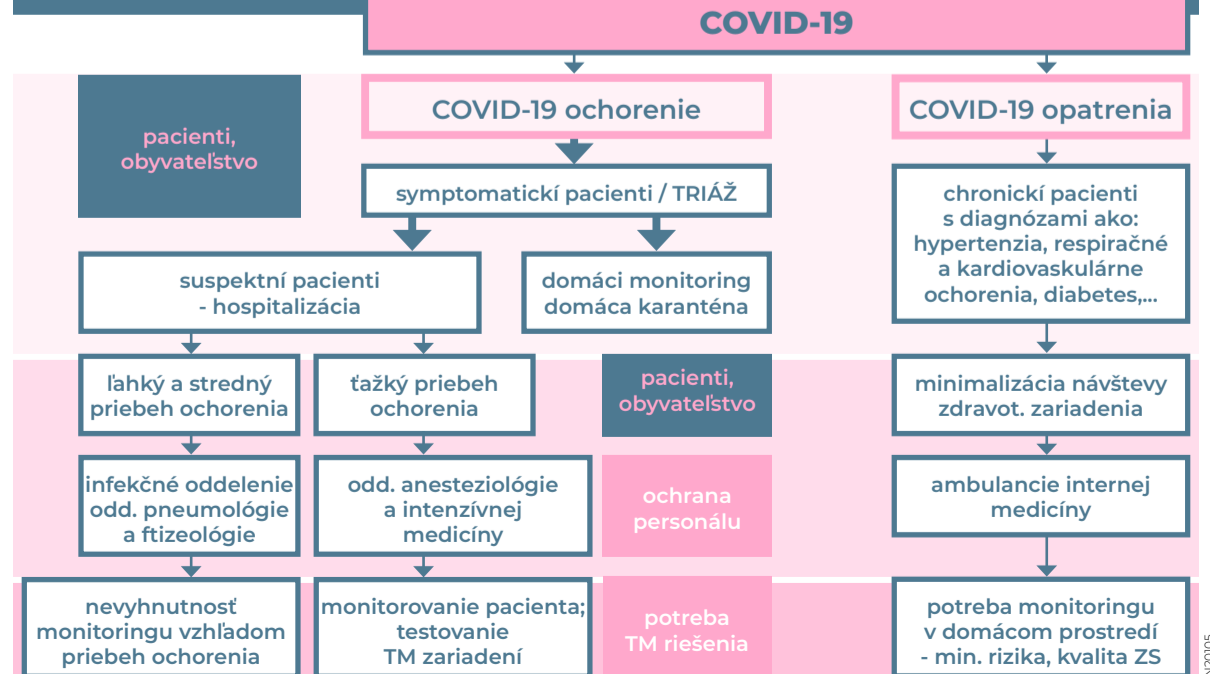 COVID-19
pacienti,
obyvateľstvo
COVID-19 ochorenie
COVID-19 opatrenia
symptomatickí pacienti / TRIÁŽ
chronickí pacienti
s diagnózami ako:
hypertenzia, respiračné
a kardiovaskulárne
ochorenia, diabetes,...
suspektní pacienti
- hospitalizácia
domáci monitoring
domáca karanténa
ľahký a stredný
priebeh ochorenia
ťažký priebeh
ochorenia
pacienti,
obyvateľstvo
minimalizácia návštevy
zdravot. zariadenia
infekčné oddelenie
odd. pneumológie
a ftizeológie
odd. anesteziológie
a intenzívnej
medicíny
ochrana
personálu
ambulancie internej
medicíny
nevyhnutnosť
monitoringu vzhľadom
priebeh ochorenia
monitorovanie pacienta;
testovanie
TM zariadení
potreba
TM riešenia
potreba monitoringu
v domácom prostredí
- min. rizika, kvalita ZS